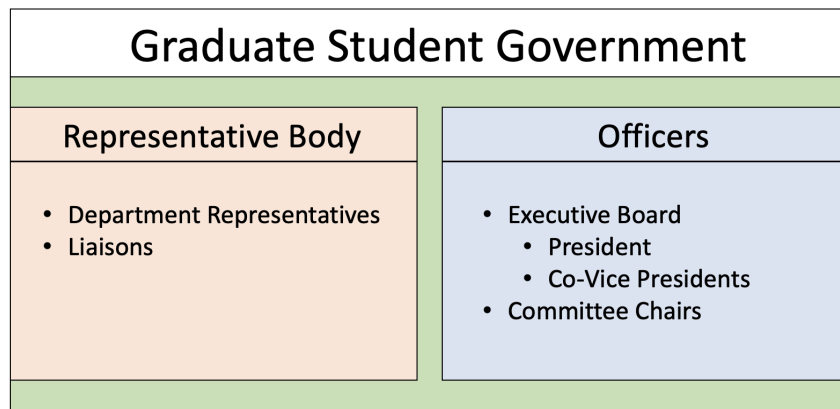 Graduate Student Government
Representative Body
• Department Representatives
• Liaisons
Officers
• Executive Board
• President
• Co-Vice Presidents
• Committee Chairs